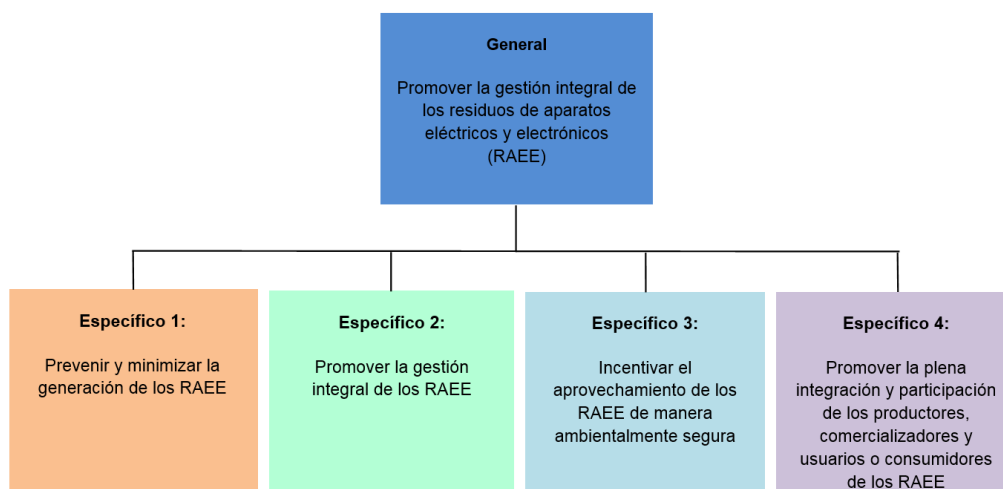 General
Promover la gestión integral de
los residuos de aparatos
eléctricos y electrónicos
(RAEE)
Específico 1:
Prevenir y minimizar la
generación de los RAEE
Específico 2:
Promover la gestión
integral de los RAEE
Específico 3:
Incentivar el
aprovechamiento de los
RAEE de manera
ambientalmente segura
Específico 4:
Promover la plena
integración y participación
de los productores,
comercializadores y
usuarios o consumidores
de los RAEE